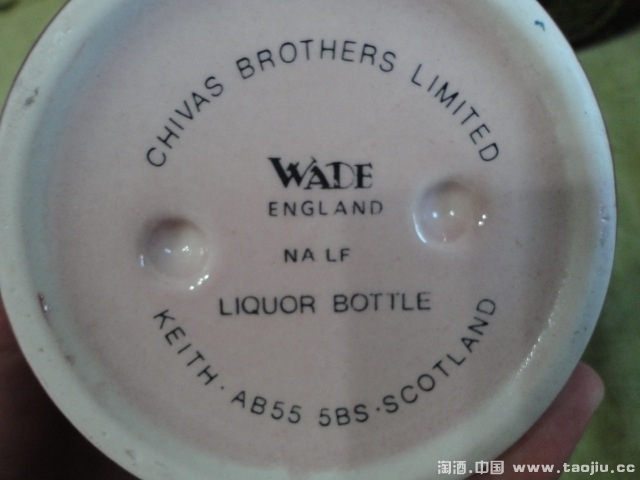 CHIVAS BROTHERS LIMITED
WADE
ENGLAND
NA LF
LIQUOR BOTTLE
KEITH · AB55 5BS · SCOTLAND
淘酒.中国 www.taojiu.cc